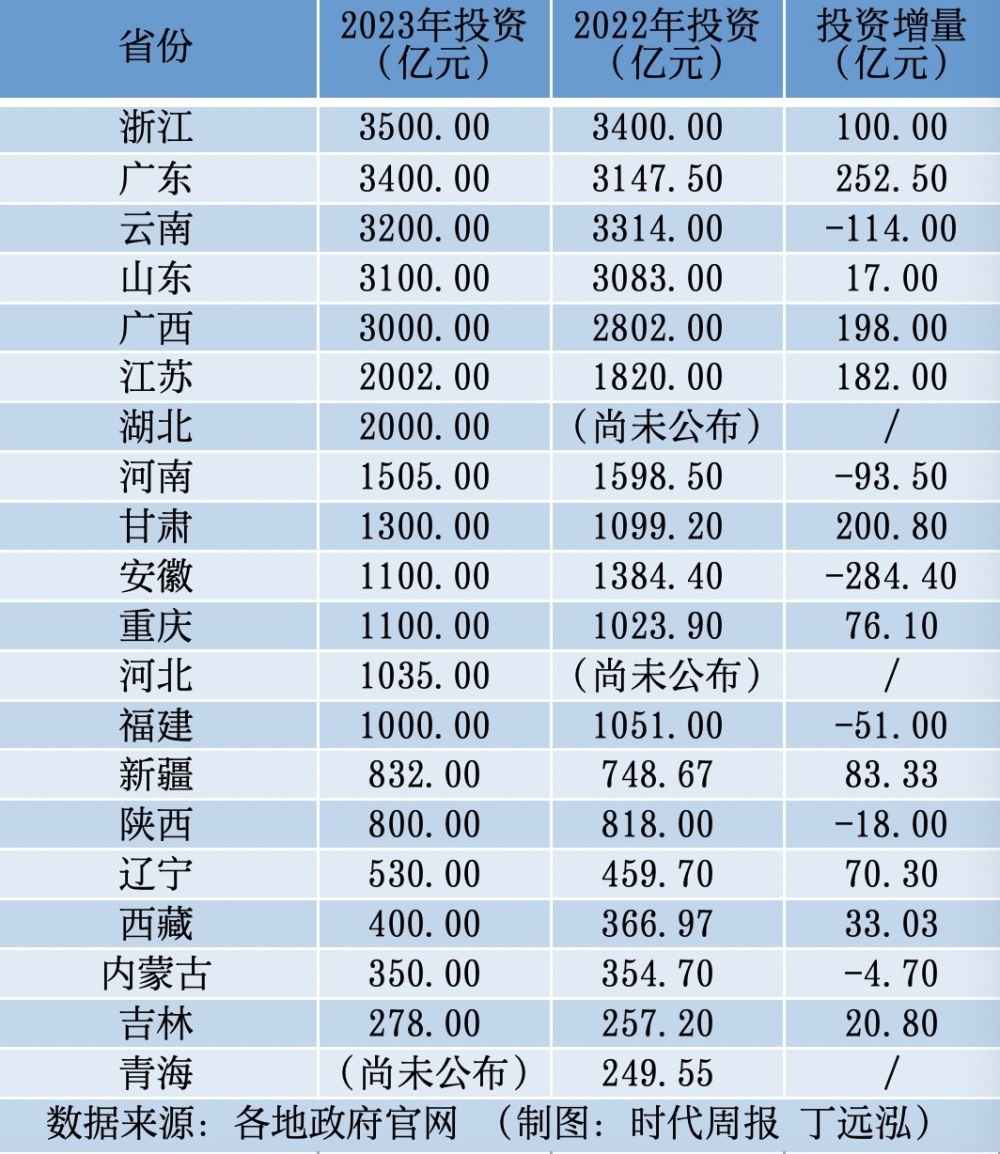 省份 2023年投资（亿元） 2022年投资（亿元） 投资增量（亿元）
浙江 3500.00 3400.00 100.00
广东 3400.00 3147.50 252.50
云南 3200.00 3314.00 -114.00
山东 3100.00 3083.00 17.00
广西 3000.00 2802.00 198.00
江苏 2002.00 1820.00 182.00
湖北 2000.00 （尚未公布） /
河南 1505.00 1598.50 -93.50
甘肃 1300.00 1099.20 200.80
安徽 1100.00 1384.40 -284.40
重庆 1100.00 1023.90 76.10
河北 1035.00 （尚未公布） /
福建 1000.00 1051.00 -51.00
新疆 832.00 748.67 83.33
陕西 800.00 818.00 -18.00
辽宁 530.00 459.70 70.30
西藏 400.00 366.97 33.03
内蒙古 350.00 354.70 -4.70
吉林 278.00 257.20 20.80
青海 （尚未公布） 249.55 /
数据来源：各地政府官网 （制图：时代周报 丁远泓）